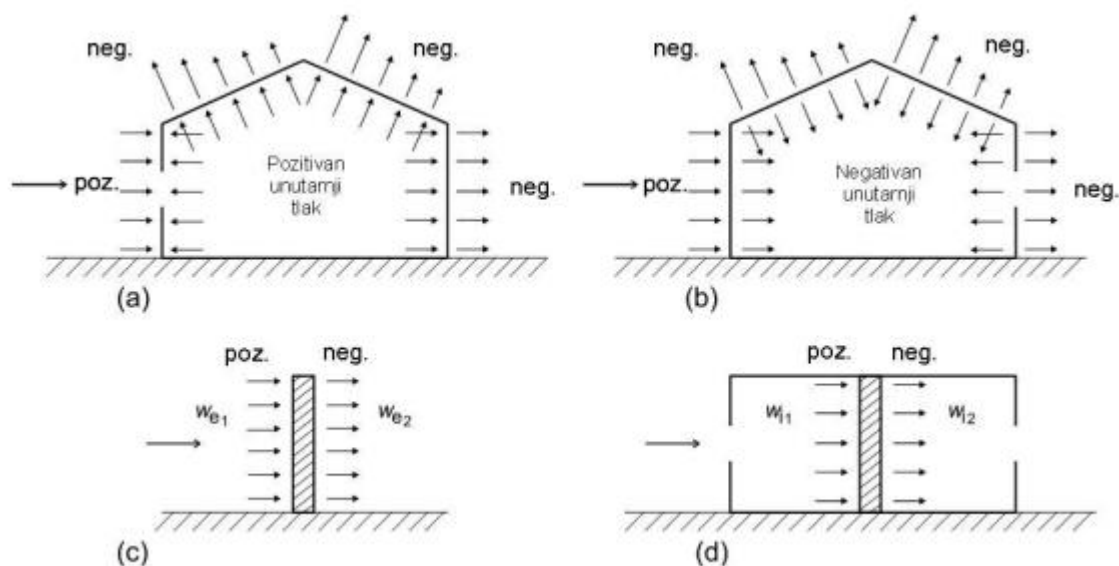 neg. neg.
poz.
Pozitivan
unutarnji
tlak
neg.
(a)
neg. neg.
poz.
Negativan
unutarnji
tlak
neg.
(b)
poz. neg.
we1 we2
(c)
poz. neg.
wi1 wi2
(d)